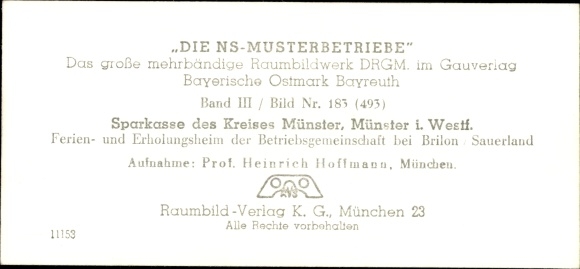 „DIE NS-MUSTERBETRIEBE"
Das große mehrbändige Raumbildwerk DRGM. im Gauverlag
Bayerische Ostmark Bayreuth
Band III / Bild Nr. 183 (493)
Sparkasse des Kreises Münster, Münster i. Westf.
Ferien- und Erholungsheim der Betriebsgemeinschaft bei Brilon / Sauerland
Aufnahme: Prof. Heinrich Hoffmann, München.
Raumbild-Verlag K. G., München 23
Alle Rechte vorbehalten
11153